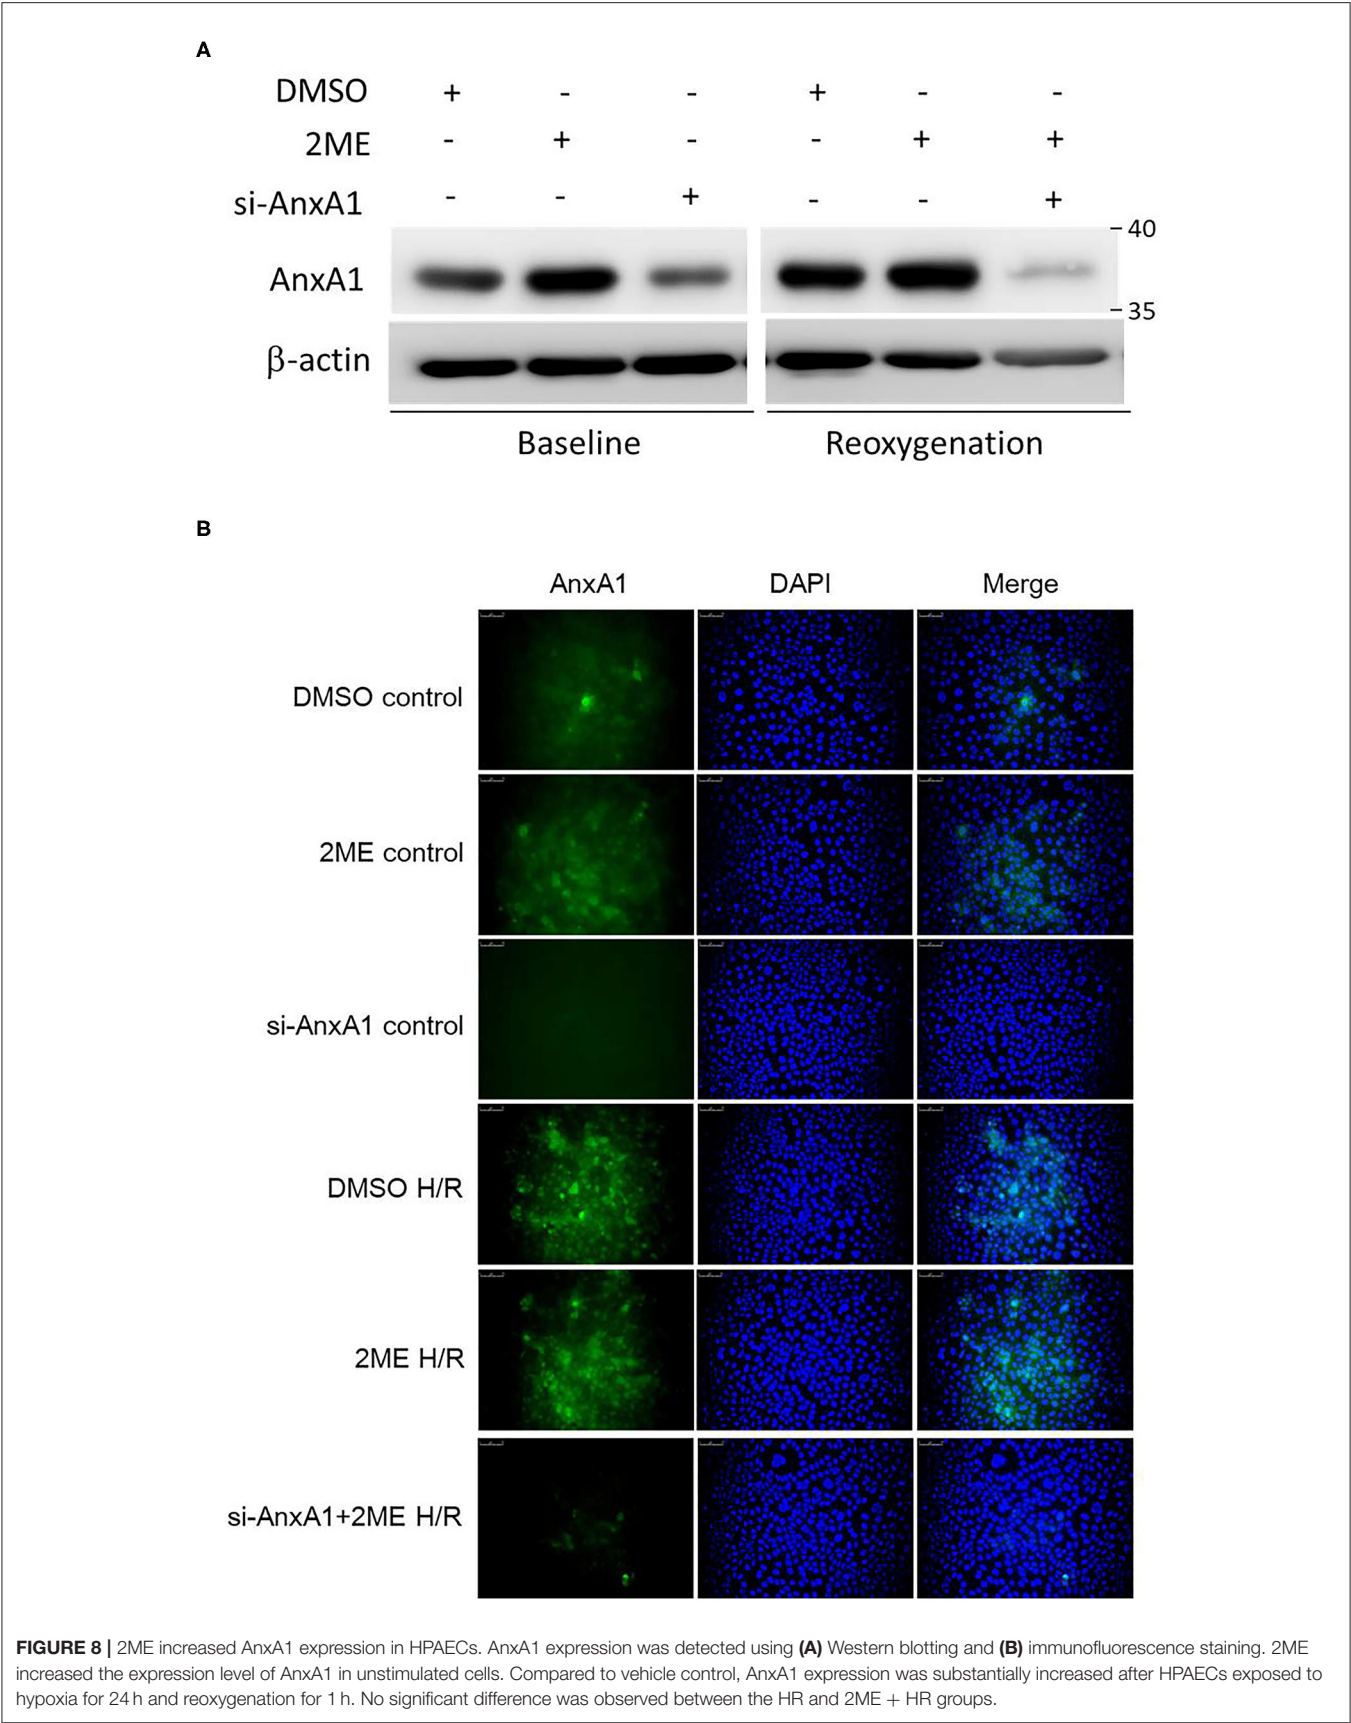 A
DMSO + - - + - -
2ME - + - - + +
si-AnxA1 - - + - - +
40
AnxA1
35
β-actin
Baseline Reoxygenation
B
AnxA1 DAPI Merge
DMSO control
2ME control
si-AnxA1 control
DMSO H/R
2ME H/R
si-AnxA1+2ME H/R
FIGURE 8 | 2ME increased AnxA1 expression in HPAECs. AnxA1 expression was detected using (A) Western blotting and (B) immunofluorescence staining. 2ME
increased the expression level of AnxA1 in unstimulated cells. Compared to vehicle control, AnxA1 expression was substantially increased after HPAECs exposed to
hypoxia for 24 h and reoxygenation for 1 h. No significant difference was observed between the HR and 2ME + HR groups.